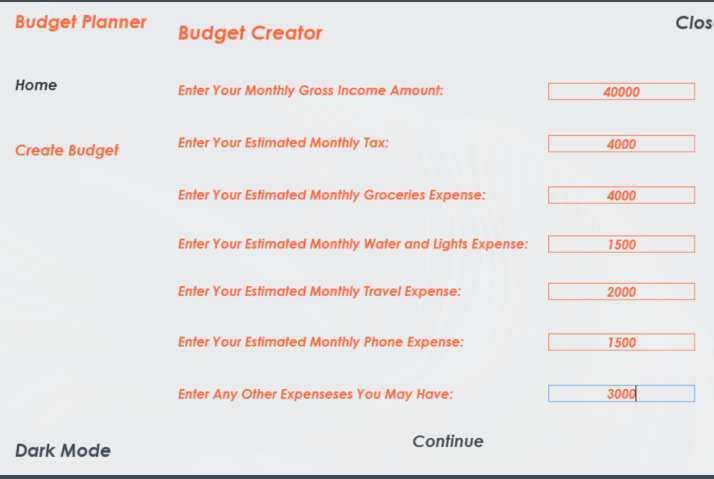 Budget Planner
Budget Creator
Home
Enter Your Monthly Gross Income Amount: 40000
Create Budget
Enter Your Estimated Monthly Tax: 4000
Enter Your Estimated Monthly Groceries Expense: 4000
Enter Your Estimated Monthly Water and Lights Expense: 1500
Enter Your Estimated Monthly Travel Expense: 2000
Enter Your Estimated Monthly Phone Expense: 1500
Enter Any Other Expenseses You May Have: 3000
Continue
Dark Mode